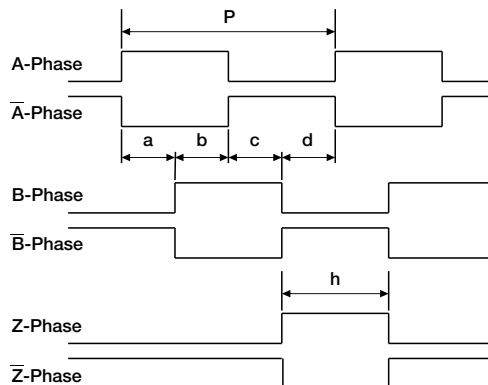 P
A-Phase
A̅-Phase
a b c d
B-Phase
B̅-Phase
h
Z-Phase
Z̅-Phase